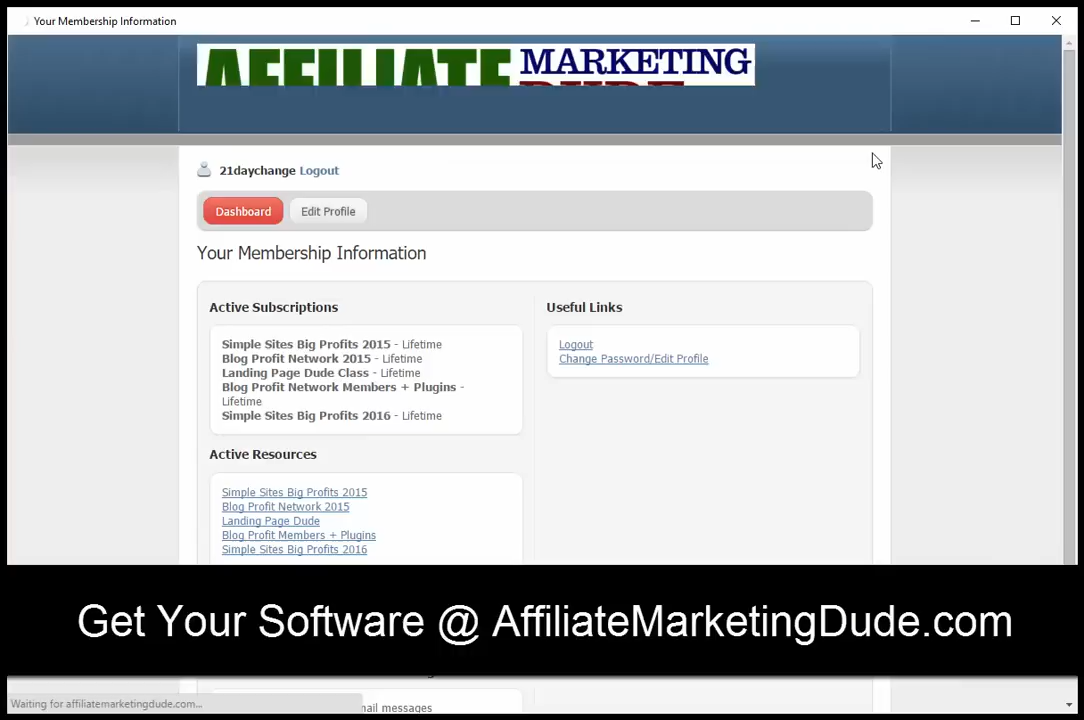 Your Membership Information
AFFILIATE MARKETING
DUDE
21daychange Logout
Dashboard Edit Profile
Your Membership Information
Active Subscriptions
Simple Sites Big Profits 2015 - Lifetime
Blog Profit Network 2015 - Lifetime
Landing Page Dude Class - Lifetime
Blog Profit Network Members + Plugins -
Lifetime
Simple Sites Big Profits 2016 - Lifetime
Active Resources
Simple Sites Big Profits 2015
Blog Profit Network 2015
Landing Page Dude
Blog Profit Members + Plugins
Simple Sites Big Profits 2016
Useful Links
Logout
Change Password/Edit Profile
Get Your Software @ AffiliateMarketingDude.com
Waiting for affiliatemarketingdude.com...
mail messages